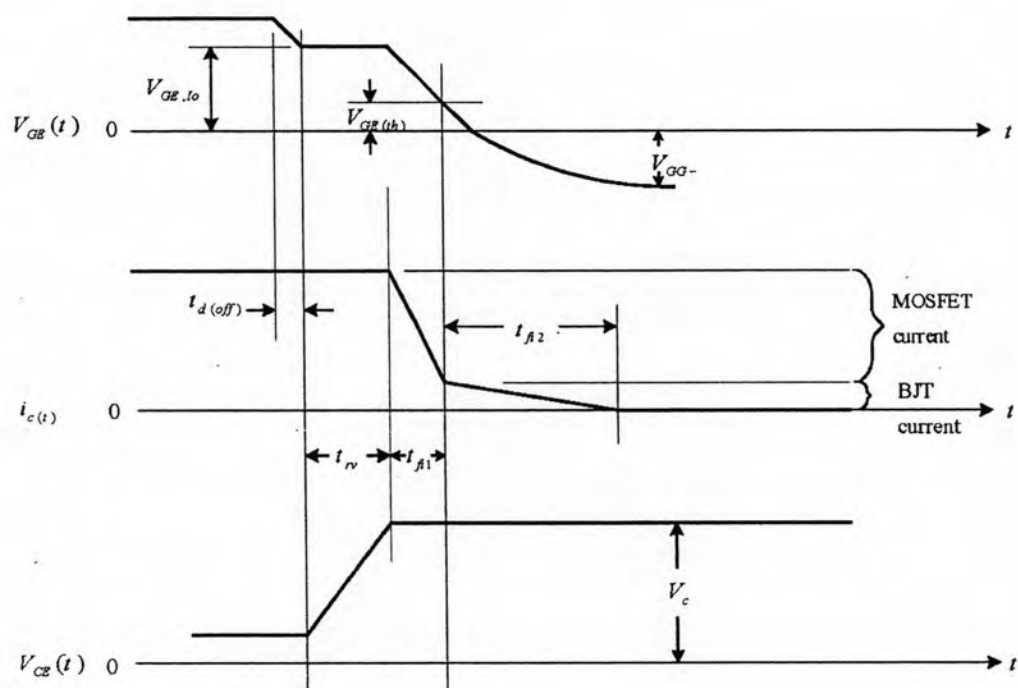 V_GE,Io
V_GE(th)
V_GE(t) 0 t
V_GG-
t_d(off)
t_fi2
MOSFET
current
BJT
current
i_c(t) 0 t
t_rv t_fi1
V_c
V_CE(t) 0 t